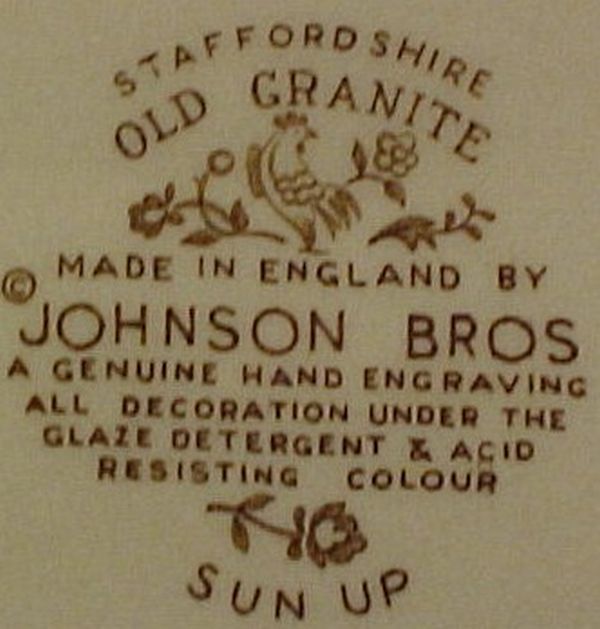 STAFFORDSHIRE
OLD GRANITE
MADE IN ENGLAND BY
© JOHNSON BROS
A GENUINE HAND ENGRAVING
ALL DECORATION UNDER THE
GLAZE DETERGENT & ACID
RESISTING COLOUR
SUN UP